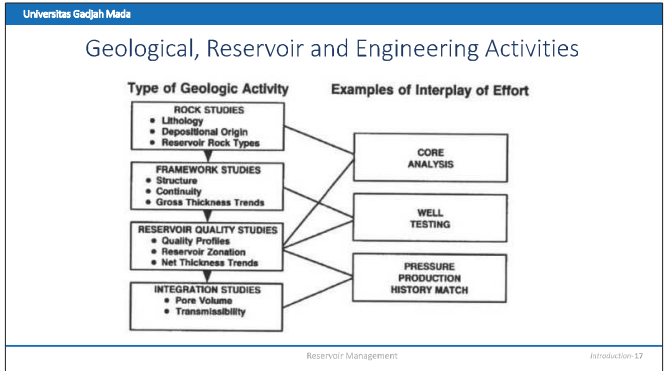 Universitas Gadjah Mada
Geological, Reservoir and Engineering Activities
Type of Geologic Activity
ROCK STUDIES
• Lithology
• Depositional Origin
• Reservoir Rock Types
FRAMEWORK STUDIES
• Structure
• Continuity
• Gross Thickness Trends
RESERVOIR QUALITY STUDIES
• Quality Profiles
• Reservoir Zonation
• Net Thickness Trends
INTEGRATION STUDIES
• Pore Volume
• Transmissibility
Examples of Interplay of Effort
CORE
ANALYSIS
WELL
TESTING
PRESSURE
PRODUCTION
HISTORY MATCH
Reservoir Management
Introduction-17